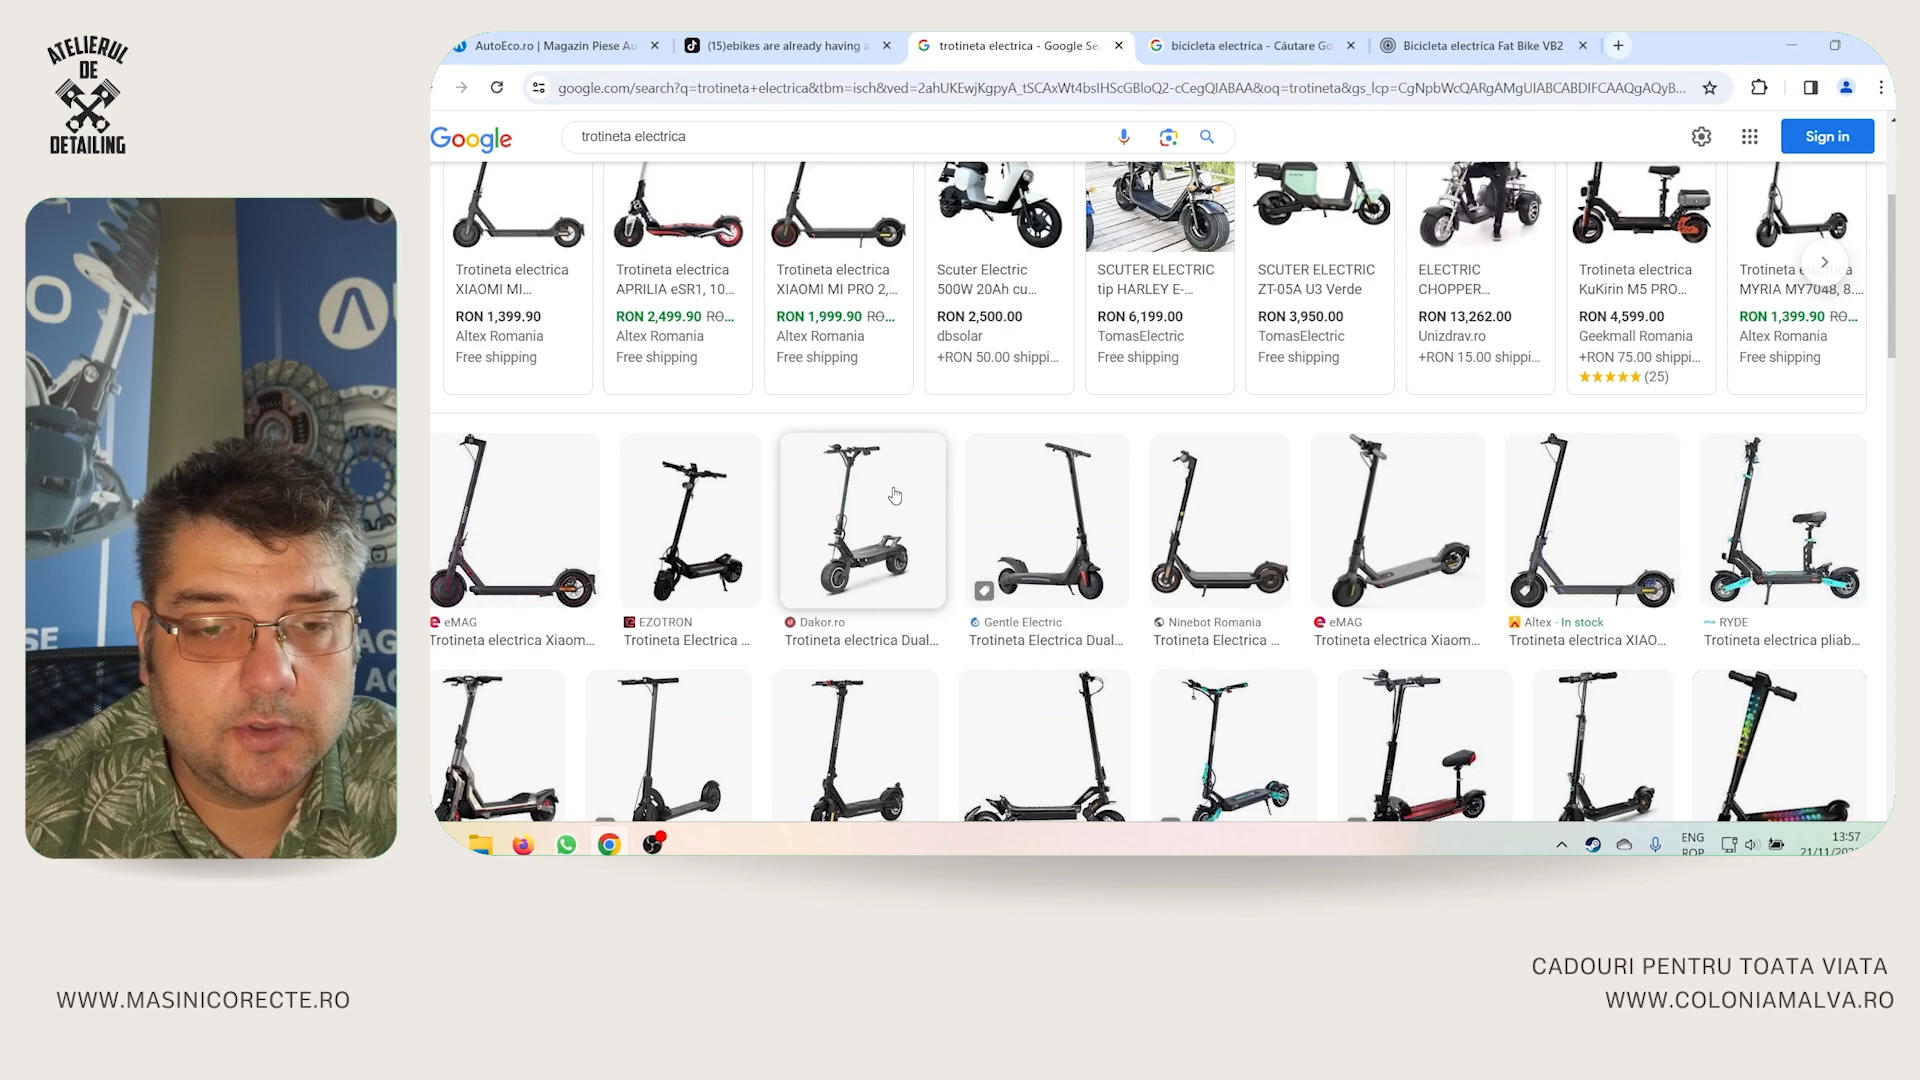 ATELIERUL
DE
DETAILING
AutoEco.ro | Magazin Piese Au
(15)ebikes are already having a
trotineta electrica - Google Se
bicicleta electrica - Căutare Go
Bicicleta electrica Fat Bike VB2
google.com/search?q=trotineta+electrica&tbm=isch&ved=2ahUKEwjKgpyA_tSCAxWt4bsIHScGBloQ2-cCegQIABAA&oq=trotineta&gs_lcp=CgNpbWcQARgAMgUIABCABDIFCAAQgAQyB...
Google
trotineta electrica
Sign in
Trotineta electrica
XIAOMI MI...
RON 1,399.90
Altex Romania
Free shipping
Trotineta electrica
APRILIA eSR1, 10...
RON 2,499.90 RO...
Altex Romania
Free shipping
Trotineta electrica
XIAOMI MI PRO 2,...
RON 1,999.90 RO...
Altex Romania
Free shipping
Scuter Electric
500W 20Ah cu...
RON 2,500.00
dbsolar
+RON 50.00 shippi...
SCUTER ELECTRIC
tip HARLEY E-...
RON 6,199.00
TomasElectric
Free shipping
SCUTER ELECTRIC
ZT-05A U3 Verde
RON 3,950.00
TomasElectric
Free shipping
ELECTRIC
CHOPPER...
RON 13,262.00
Unizdrav.ro
+RON 15.00 shippi...
Trotineta electrica
KuKirin M5 PRO...
RON 4,599.00
Geekmall Romania
+RON 75.00 shippi...
(25)
Trotineta electrica
MYRIA MY7048, 8....
RON 1,399.90 RO...
Altex Romania
Free shipping
eMAG
Trotineta electrica Xiaom...
EZOTRON
Trotineta Electrica ...
Dakor.ro
Trotineta electrica Dual...
Gentle Electric
Trotineta Electrica Dual...
Ninebot Romania
Trotineta Electrica ...
eMAG
Trotineta electrica Xiaom...
Altex · In stock
Trotineta electrica XIAO...
RYDE
Trotineta electrica pliab...
ENG
ROP
13:57
WWW.MASINICORECTE.RO
CADOURI PENTRU TOATA VIATA
WWW.COLONIAMALVA.RO